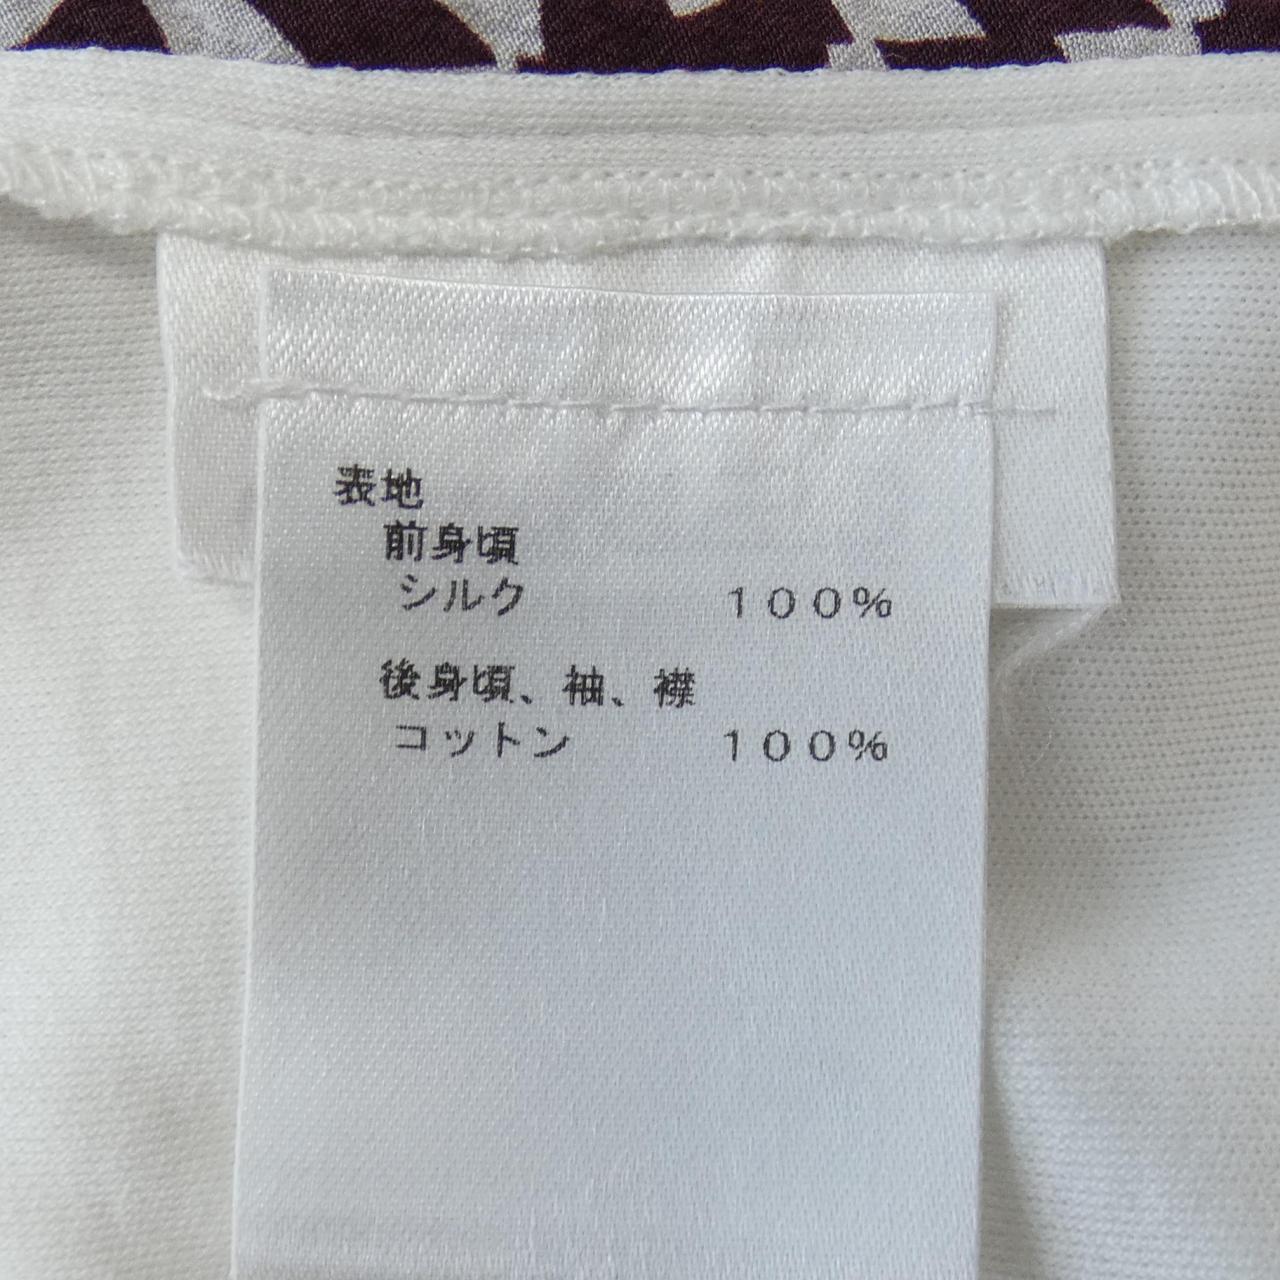 表地
前身頃
シルク 100%
後身頃、袖、襟
コットン 100%